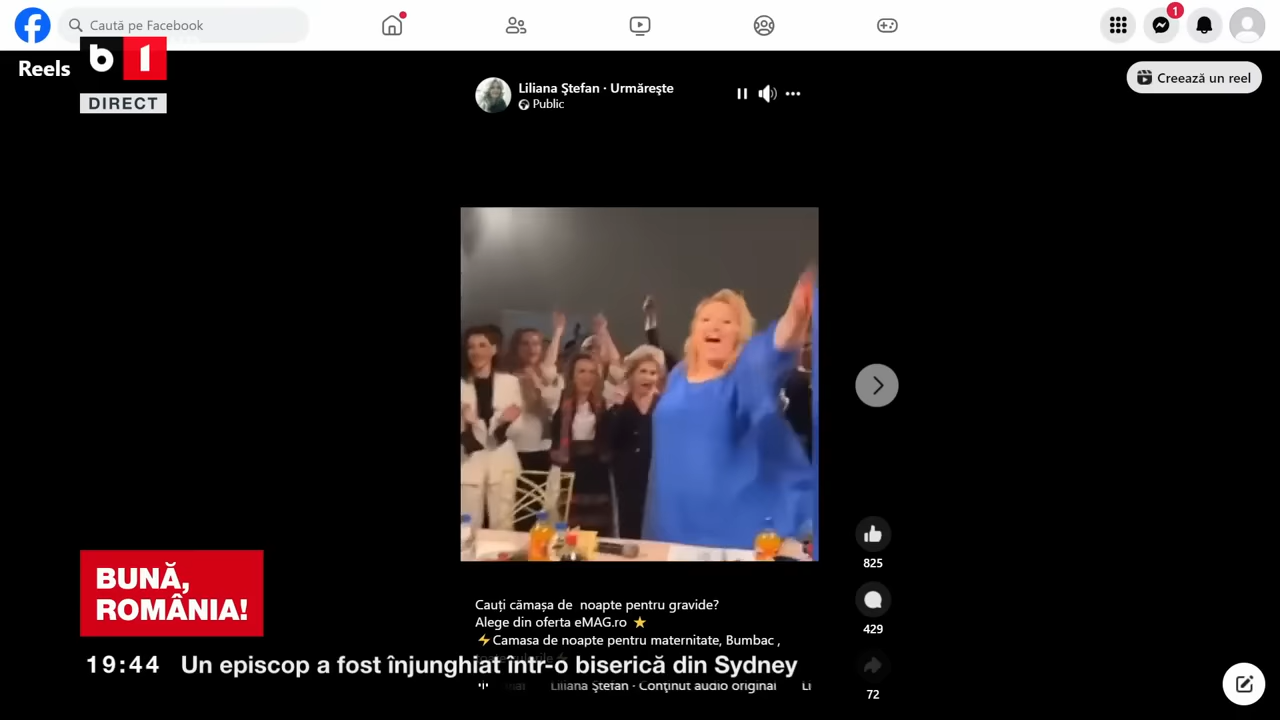 Caută pe Facebook
1
b1
Reels
DIRECT
Creează un reel
Liliana Ştefan · Urmăreşte
Public
825
429
72
Cauți cămașa de noapte pentru gravide?
Alege din oferta eMAG.ro
Camasa de noapte pentru maternitate, Bumbac ,
BUNĂ,
ROMÂNIA!
19:44 Un episcop a fost înjunghiat într-o biserică din Sydney
Liliana Ştefan · Conținut audio original Li